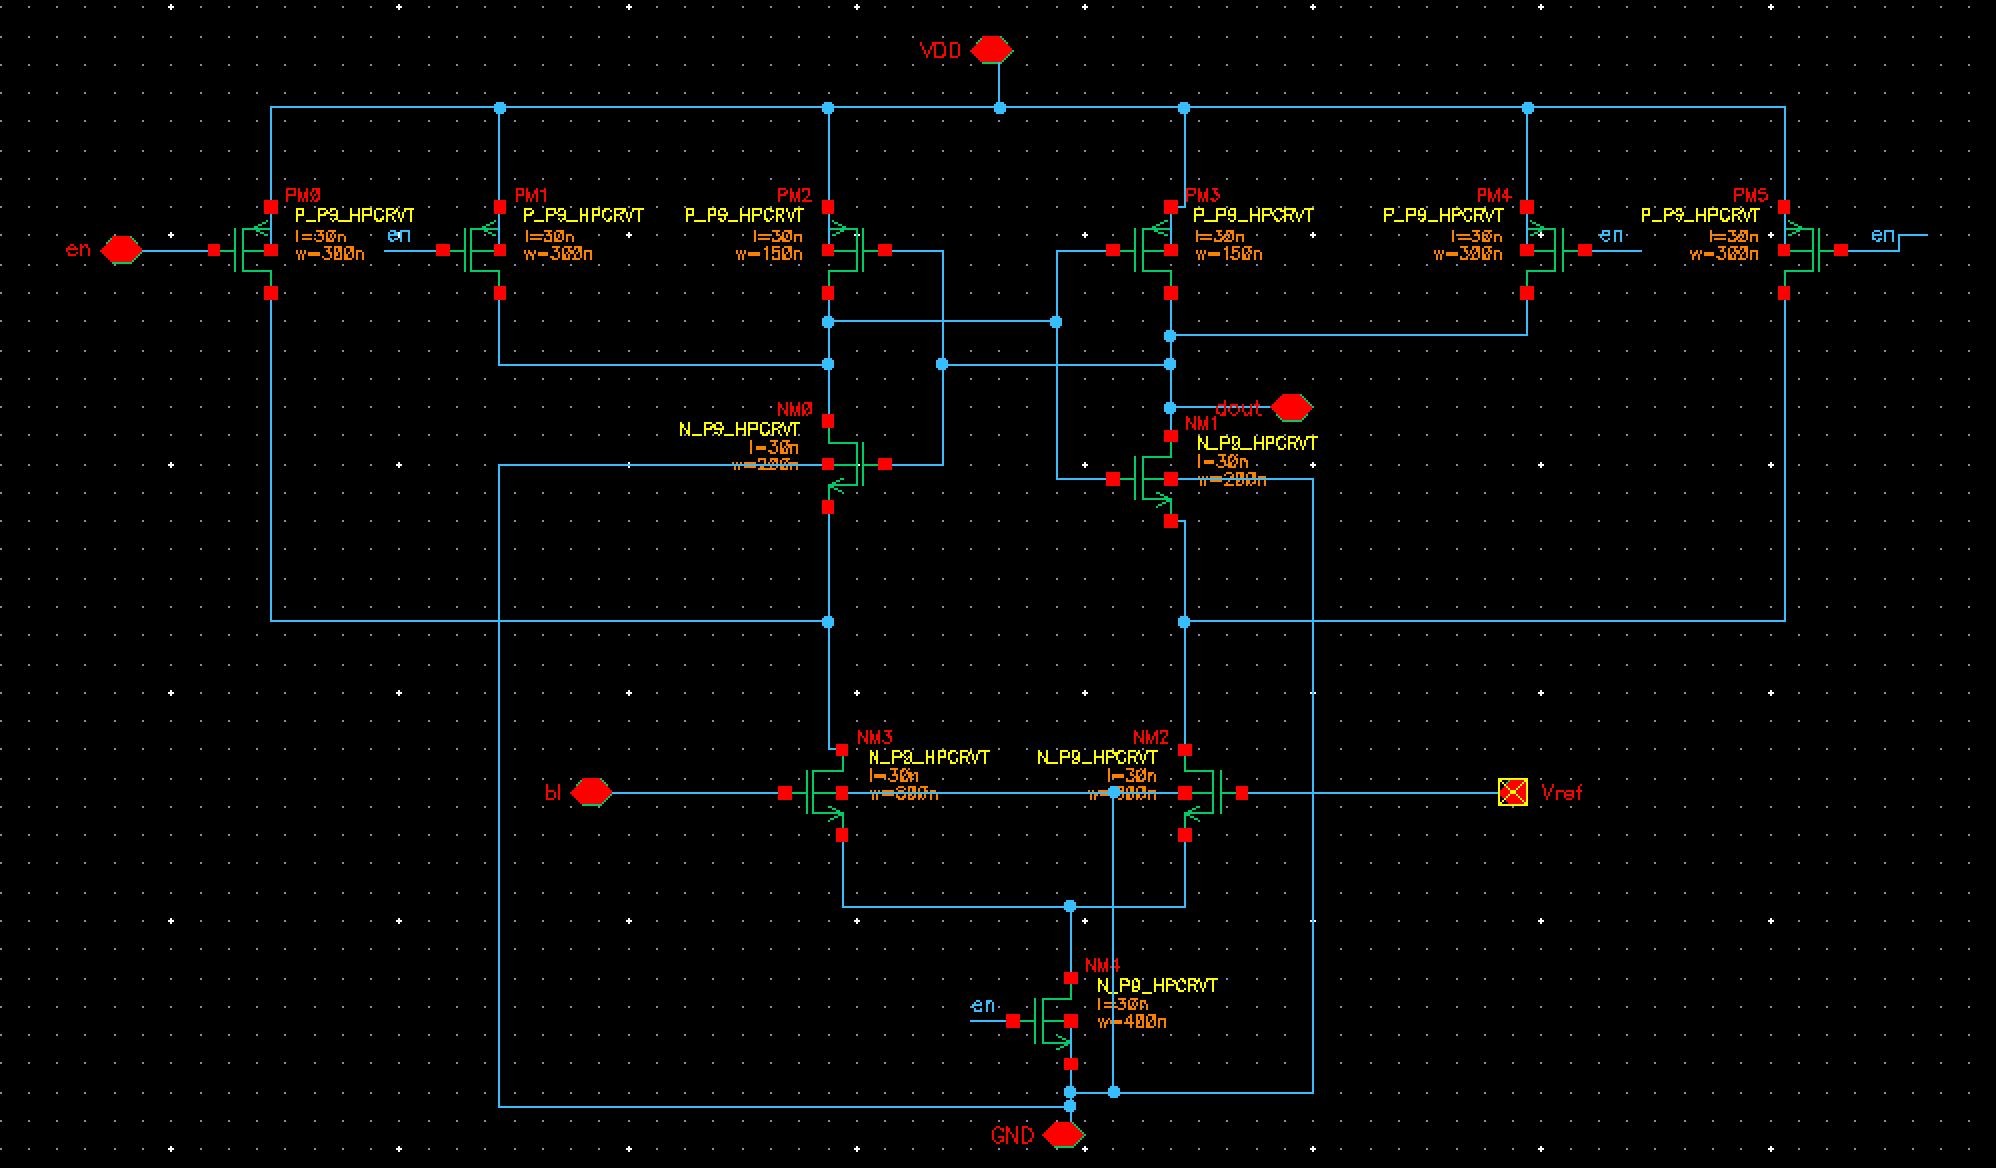 VDD
PM0
P_P9_HPCRVT
l=30n
w=300n
en
en
PM1
P_P9_HPCRVT
l=30n
w=300n
PM2
P_P9_HPCRVT
l=30n
w=150n
PM3
P_P9_HPCRVT
l=30n
w=150n
PM4
P_P9_HPCRVT
l=30n
w=300n
en
PM5
P_P9_HPCRVT
l=30n
w=300n
en
NM0
N_P9_HPCRVT
l=30n
w=200n
dout
NM1
N_P9_HPCRVT
l=30n
w=200n
bl
NM3
N_P9_HPCRVT
l=30n
NM2
N_P9_HPCRVT
l=30n
Vref
en
NM4
N_P9_HPCRVT
l=30n
w=400n
GND